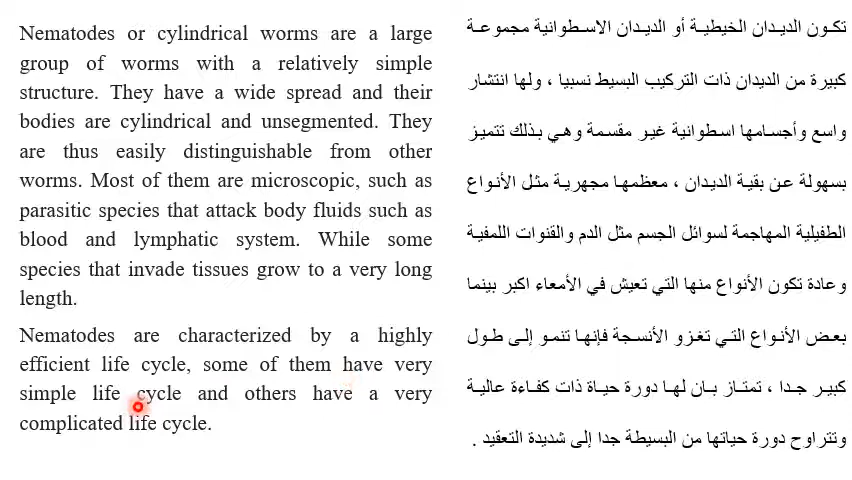 Nematodes or cylindrical worms are a large
group of worms with a relatively simple
structure. They have a wide spread and their
bodies are cylindrical and unsegmented. They
are thus easily distinguishable from other
worms. Most of them are microscopic, such as
parasitic species that attack body fluids such as
blood and lymphatic system. While some
species that invade tissues grow to a very long
length.
Nematodes are characterized by a highly
efficient life cycle, some of them have very
simple life cycle and others have a very
complicated life cycle.
تكون الديدان الخيطية أو الديدان الاسطوانية مجموعة
كبيرة من الديدان ذات التركيب البسيط نسبيا ، ولها انتشار
واسع وأجسامها اسطوانية غير مقسمة وهي بذلك تتميز
بسهولة عن بقية الديدان ، معظمها مجهرية مثل الأنواع
الطفيلية المهاجمة لسوائل الجسم مثل الدم والقنوات اللمفية
وعادة تكون الأنواع منها التي تعيش في الأمعاء اكبر بينما
بعض الأنواع التي تغزو الأنسجة فإنها تنمو إلى طول
كبير جدا ، تمتاز بان لها دورة حياة ذات كفاءة عالية
وتتراوح دورة حياتها من البسيطة جدا إلى شديدة التعقيد .